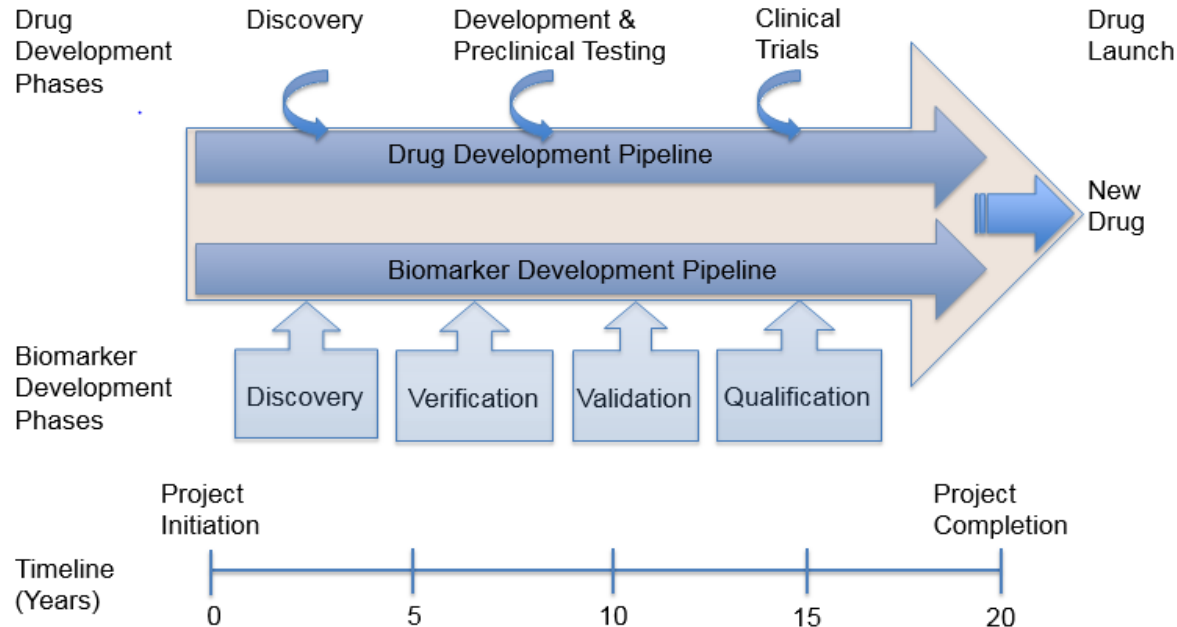 Drug
Development
Phases
Discovery
Development &
Preclinical Testing
Clinical
Trials
Drug
Launch
Drug Development Pipeline
New
Drug
Biomarker Development Pipeline
Biomarker
Development
Phases
Discovery
Verification
Validation
Qualification
Project
Initiation
Project
Completion
Timeline
(Years)
0
5
10
15
20